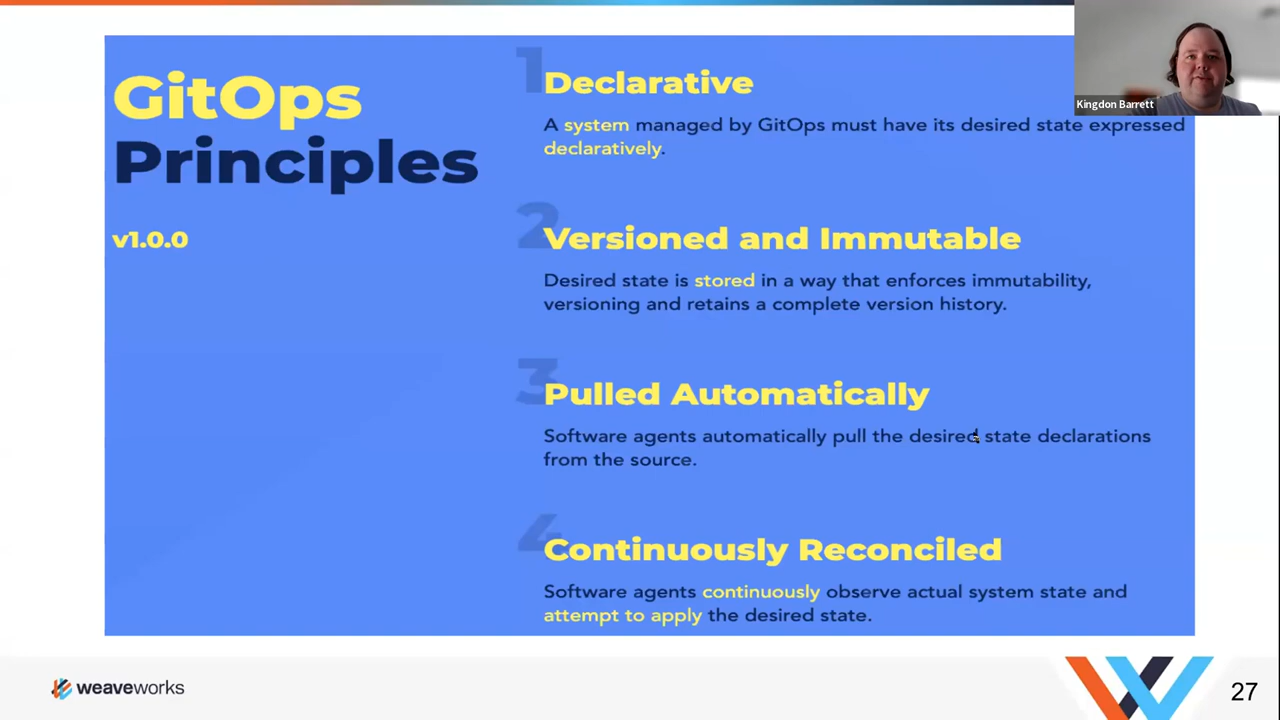 GitOps
Principles
v1.0.0
1
Declarative
A system managed by GitOps must have its desired state expressed
declaratively.
2
Versioned and Immutable
Desired state is stored in a way that enforces immutability,
versioning and retains a complete version history.
3
Pulled Automatically
Software agents automatically pull the desired state declarations
from the source.
4
Continuously Reconciled
Software agents continuously observe actual system state and
attempt to apply the desired state.
Kingdon Barrett
weaveworks
27